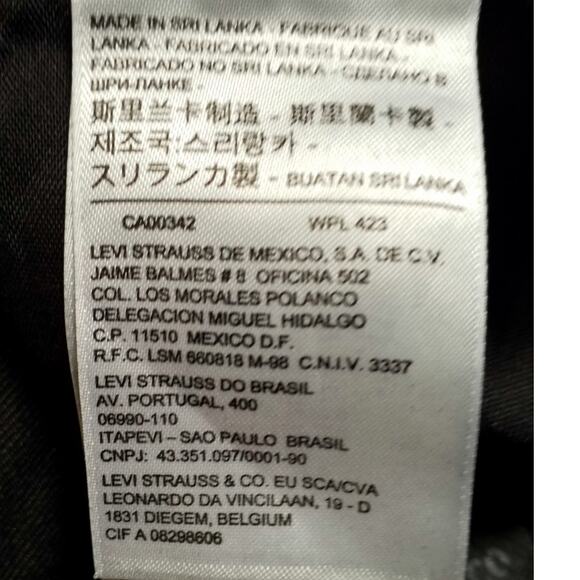 MADE IN SRI LANKA - FABRIQUE AU SRI
LANKA - FABRICADO EN SRI LANKA -
FABRICADO NO SRI LANKA - СДЕЛАНО В
ШРИ-ЛАНКЕ -
斯里兰卡制造 - 斯里蘭卡製 -
제조국:스리랑카 -
スリランカ製 - BUATAN SRI LANKA
CA00342 WPL 423
LEVI STRAUSS DE MEXICO, S.A. DE C.V.
JAIME BALMES # 8 OFICINA 502
COL. LOS MORALES POLANCO
DELEGACION MIGUEL HIDALGO
C.P. 11510 MEXICO D.F.
R.F.C. LSM 660818 M-98 C.N.I.V. 3337
LEVI STRAUSS DO BRASIL
AV. PORTUGAL, 400
06990-110
ITAPEVI – SAO PAULO BRASIL
CNPJ: 43.351.097/0001-90
LEVI STRAUSS & CO. EU SCA/CVA
LEONARDO DA VINCILAAN, 19 - D
1831 DIEGEM, BELGIUM
CIF A 08298606